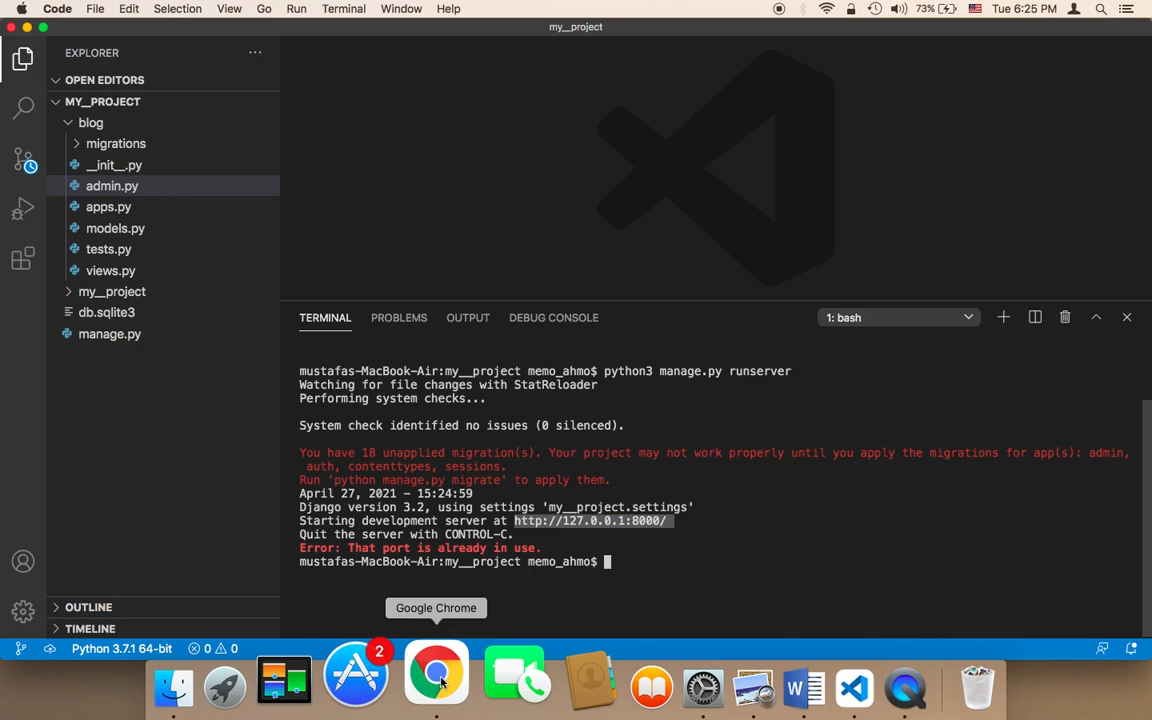 Code File Edit Selection View Go Run Terminal Window Help 73% Tue 6:25 PM
my__project
EXPLORER
OPEN EDITORS
MY__PROJECT
blog
migrations
__init__.py
admin.py
apps.py
models.py
tests.py
views.py
my__project
db.sqlite3
manage.py
TERMINAL PROBLEMS OUTPUT DEBUG CONSOLE 1: bash
mustafas-MacBook-Air:my__project memo_ahmo$ python3 manage.py runserver
Watching for file changes with StatReloader
Performing system checks...
System check identified no issues (0 silenced).
You have 18 unapplied migration(s). Your project may not work properly until you apply the migrations for app(s): admin,
auth, contenttypes, sessions.
Run 'python manage.py migrate' to apply them.
April 27, 2021 - 15:24:59
Django version 3.2, using settings 'my__project.settings'
Starting development server at http://127.0.0.1:8000/
Quit the server with CONTROL-C.
Error: That port is already in use.
mustafas-MacBook-Air:my__project memo_ahmo$
Google Chrome
OUTLINE
TIMELINE
Python 3.7.1 64-bit 0 0
2
W